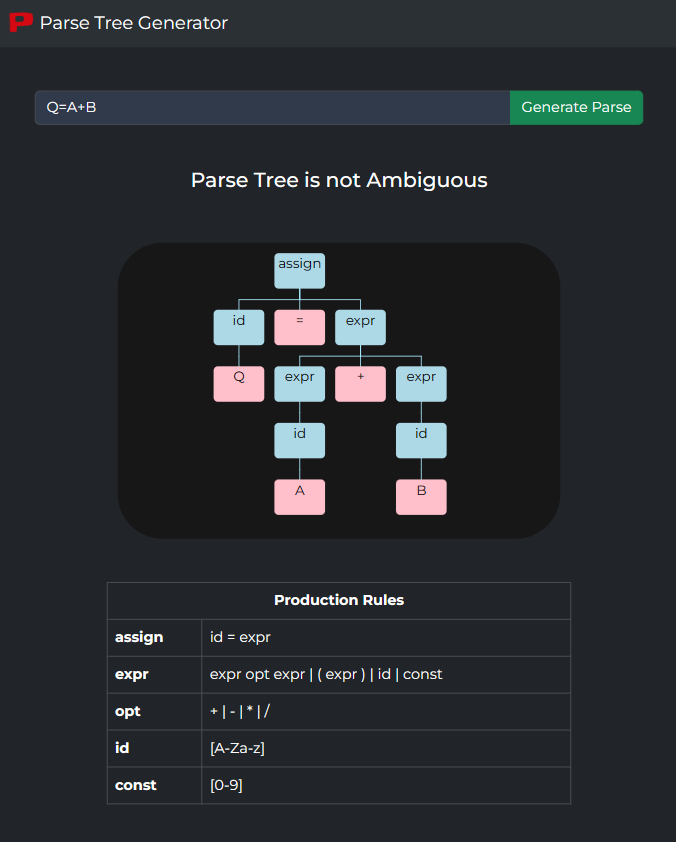 P Parse Tree Generator
Q=A+B Generate Parse
Parse Tree is not Ambiguous
assign
id = expr
Q expr + expr
id id
A B
Production Rules
assign id = expr
expr expr opt expr | ( expr ) | id | const
opt + | - | * | /
id [A-Za-z]
const [0-9]